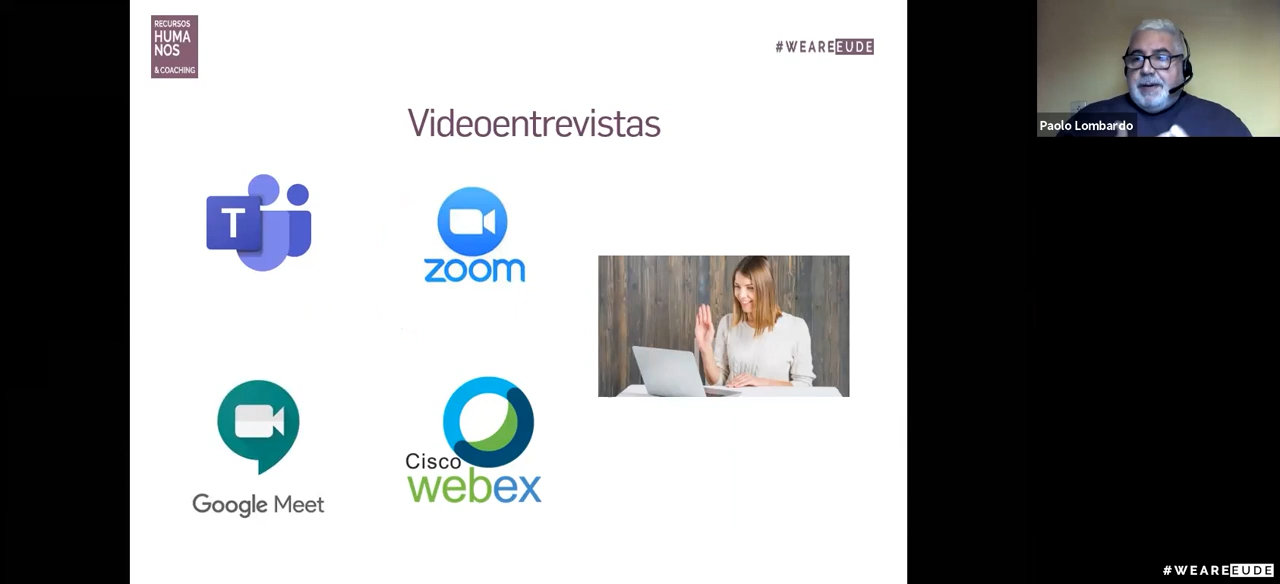 RECURSOS
HUMA
NOS
& COACHING
#WEAREEUDE
Paolo Lombardo
Videoentrevistas
T
zoom
Cisco
webex
Google Meet
#WEAREEUDE